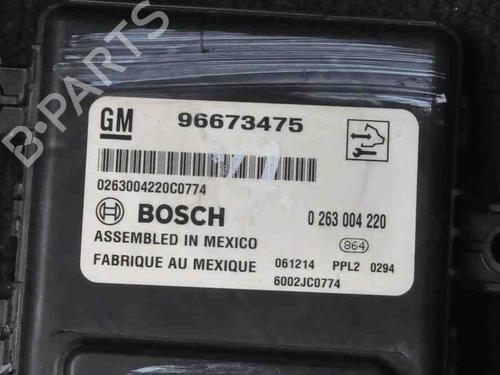 GM 96673475
0263004220C0774
BOSCH 0 263 004 220
ASSEMBLED IN MEXICO 864
FABRIQUE AU MEXIQUE 061214 PPL2 0294
6002JC0774